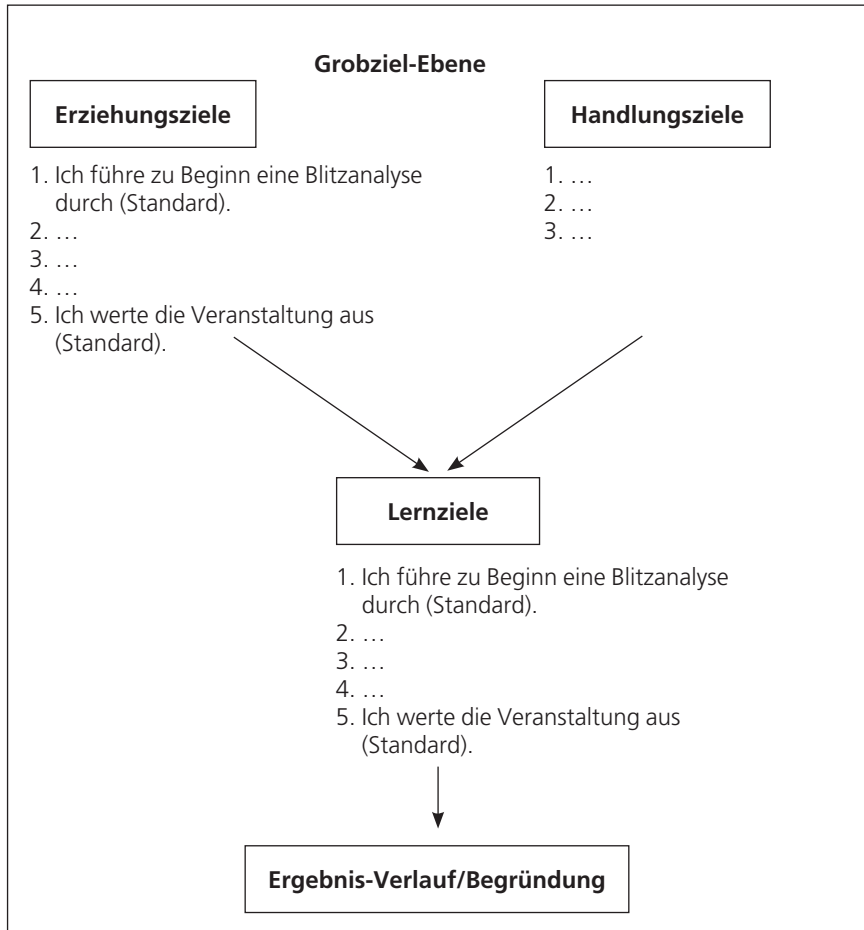 Grobziel-Ebene
Erziehungsziele
1. Ich führe zu Beginn eine Blitzanalyse
durch (Standard).
2. …
3. …
4. …
5. Ich werte die Veranstaltung aus
(Standard).
Handlungsziele
1. …
2. …
3. …
Lernziele
1. Ich führe zu Beginn eine Blitzanalyse
durch (Standard).
2. …
3. …
4. …
5. Ich werte die Veranstaltung aus
(Standard).
Ergebnis-Verlauf/Begründung